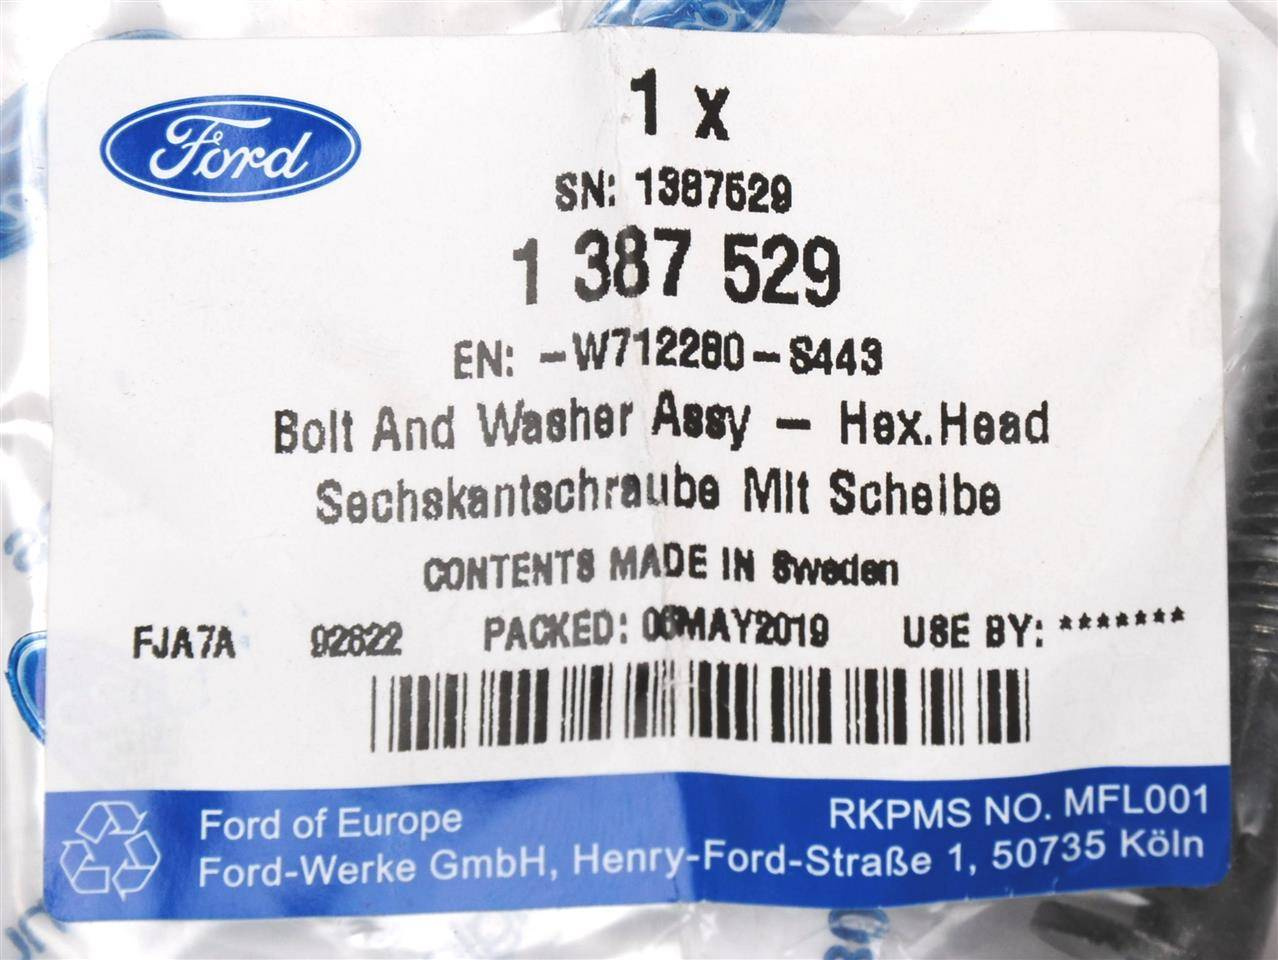 Ford
1 x
SN: 1387529
1 387 529
EN: -W712280-S443
Bolt And Washer Assy - Hex.Head
Sechskantschraube Mit Scheibe
CONTENTS MADE IN Sweden
FJA7A 92622 PACKED: 06MAY2019 USE BY: *******
Ford of Europe
RKPMS NO. MFL001
Ford-Werke GmbH, Henry-Ford-Straße 1, 50735 Köln